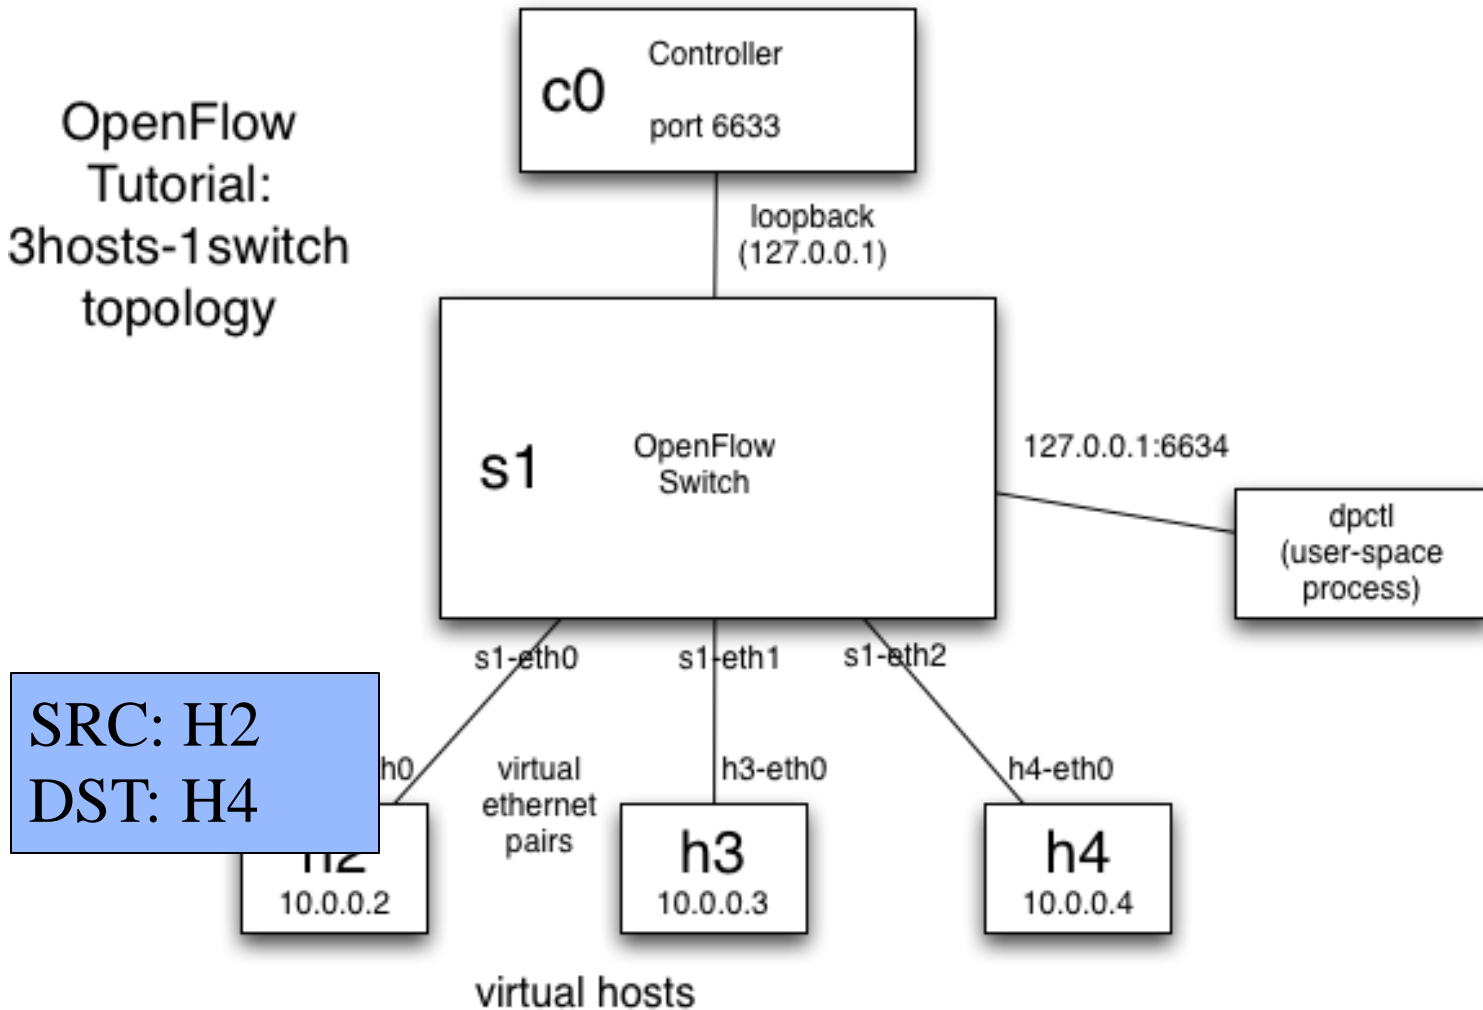 OpenFlow
Tutorial:
3hosts-1switch
topology
c0
Controller
port 6633
loopback
(127.0.0.1)
s1
OpenFlow
Switch
127.0.0.1:6634
dpctl
(user-space
process)
s1-eth0
s1-eth1
s1-eth2
SRC: H2
DST: H4
h0
virtual
ethernet
pairs
h3-eth0
h4-eth0
h2
10.0.0.2
h3
10.0.0.3
h4
10.0.0.4
virtual hosts